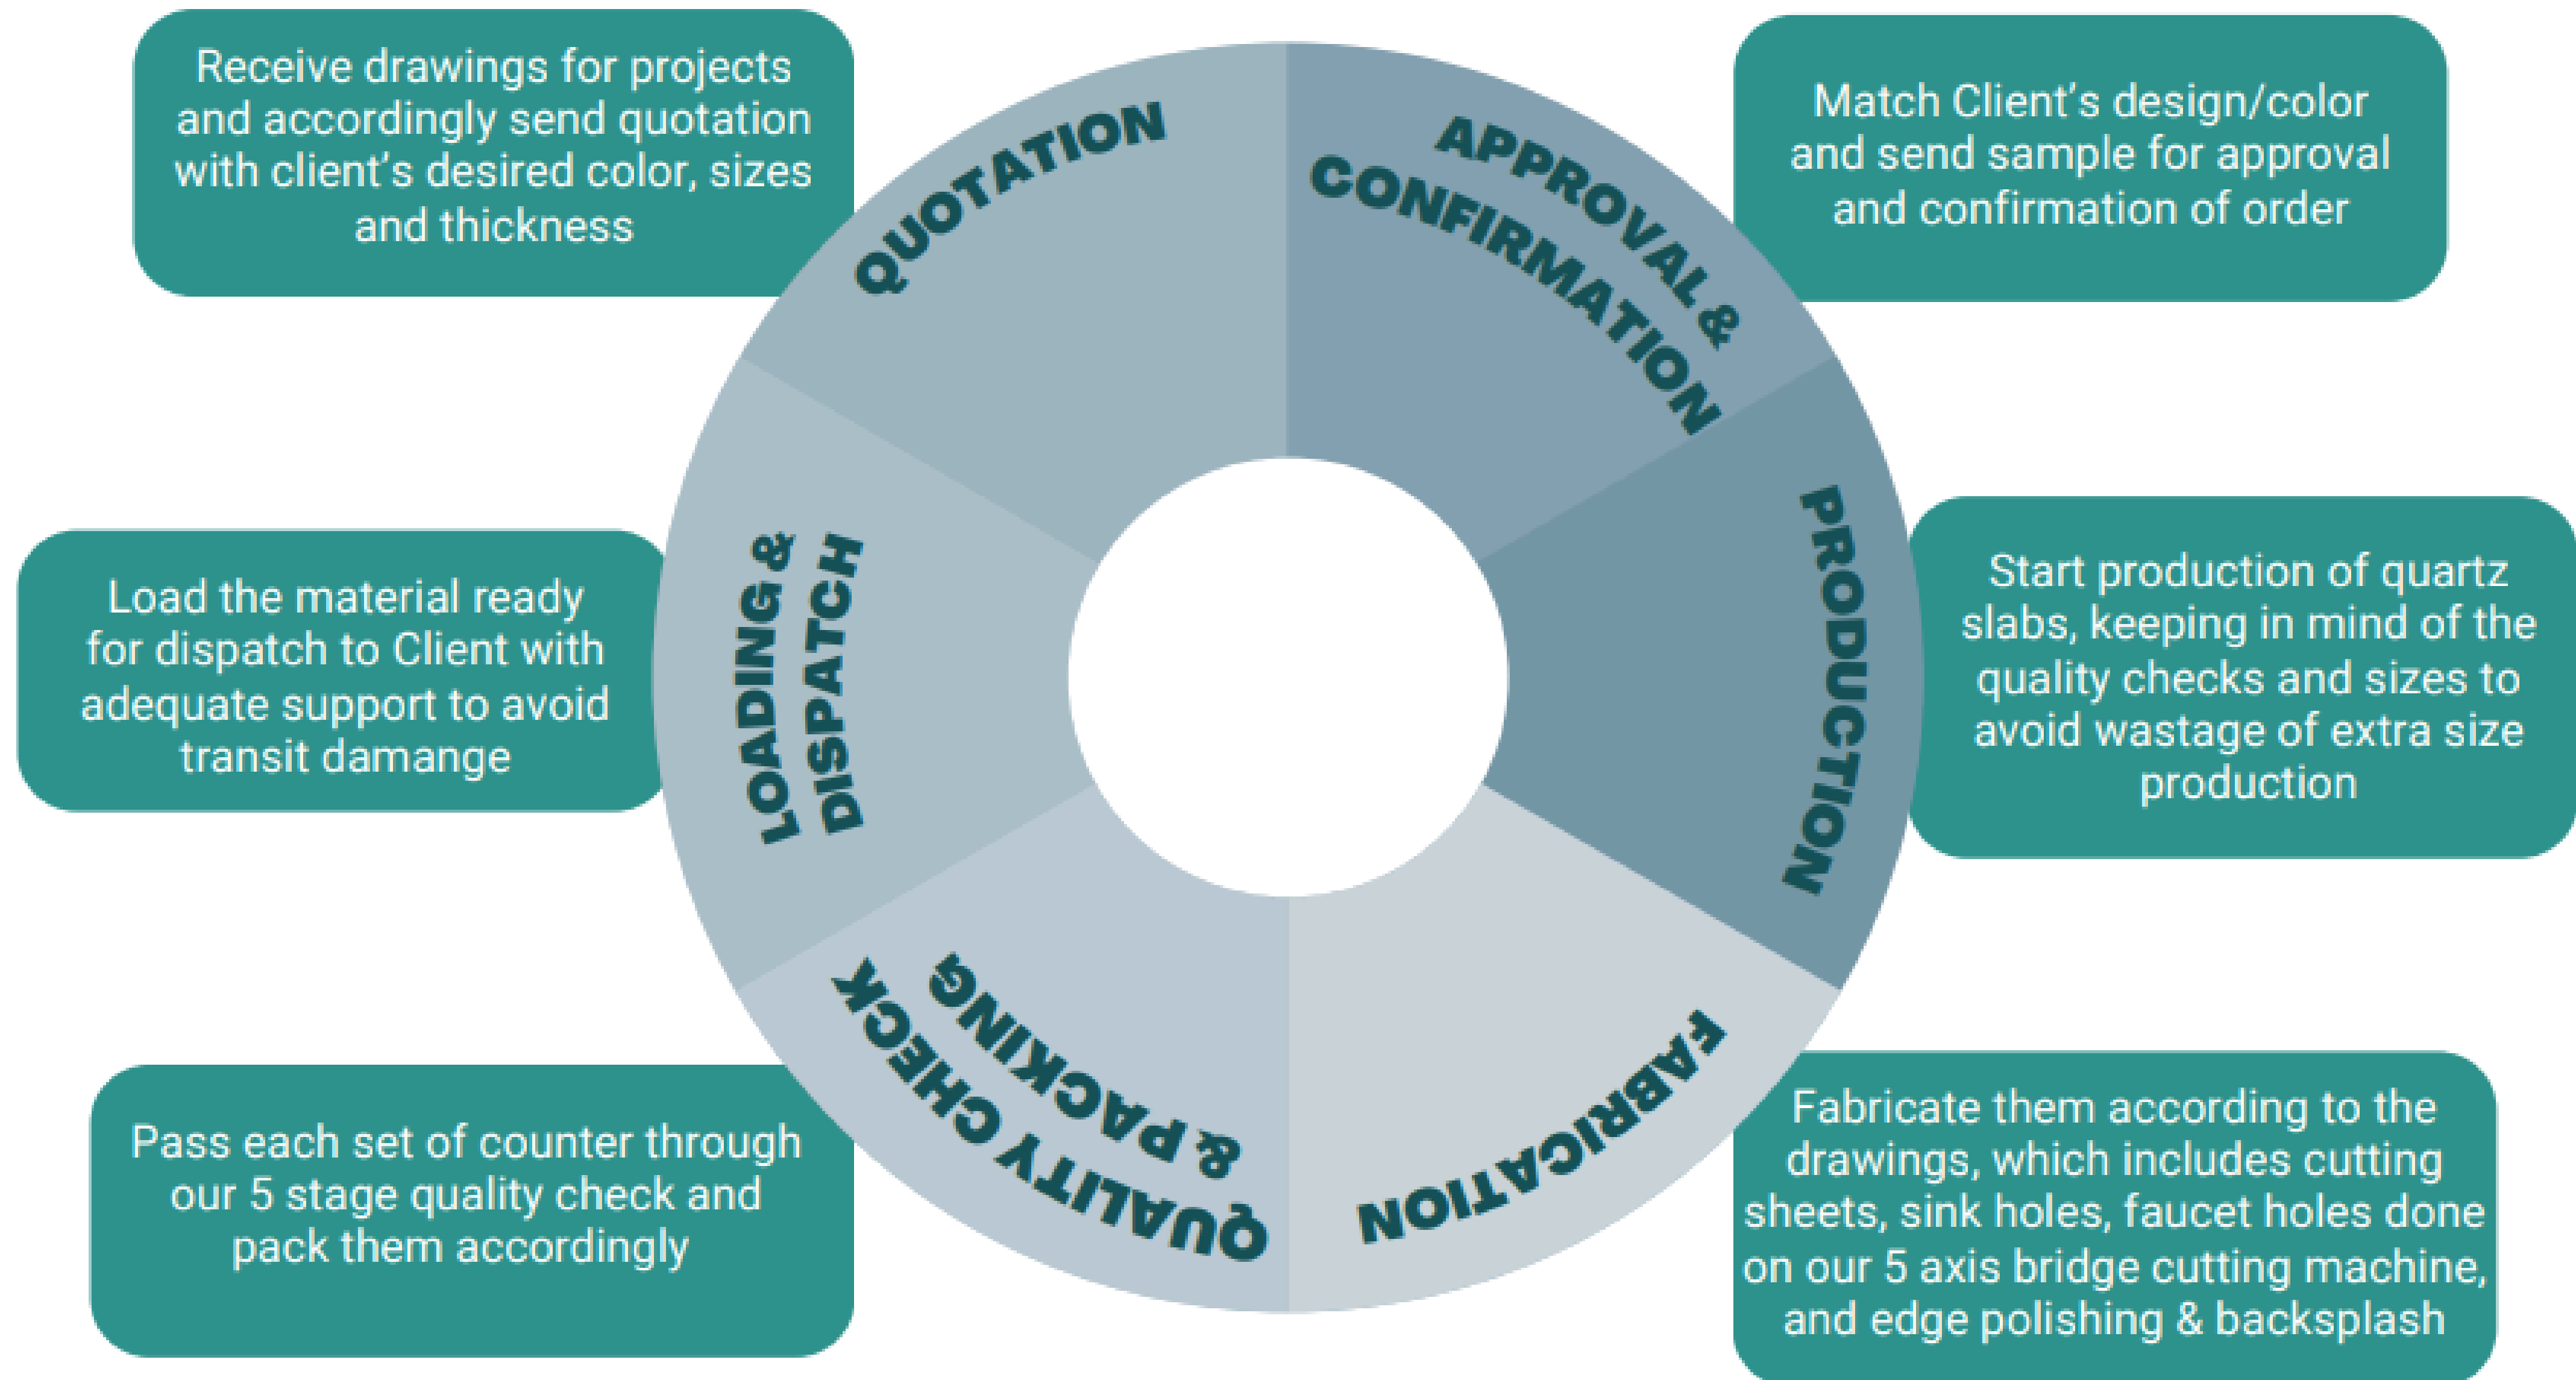 Receive drawings for projects
and accordingly send quotation
with client's desired color, sizes
and thickness
QUOTATION
APPROVAL &
CONFIRMATION
Match Client's design/color
and send sample for approval
and confirmation of order
PRODUCTION
Start production of quartz
slabs, keeping in mind of the
quality checks and sizes to
avoid wastage of extra size
production
FABRICATION
Fabricate them according to the
drawings, which includes cutting
sheets, sink holes, faucet holes done
on our 5 axis bridge cutting machine,
and edge polishing & backsplash
QUALITY CHECK
& PACKING
Pass each set of counter through
our 5 stage quality check and
pack them accordingly
LOADING &
DISPATCH
Load the material ready
for dispatch to Client with
adequate support to avoid
transit damange